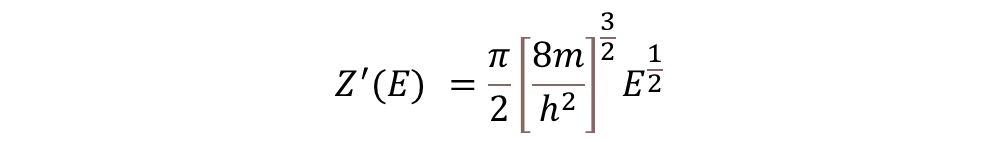 Z′(E) = π/2 [8m/h²]^(3/2) E^(1/2)